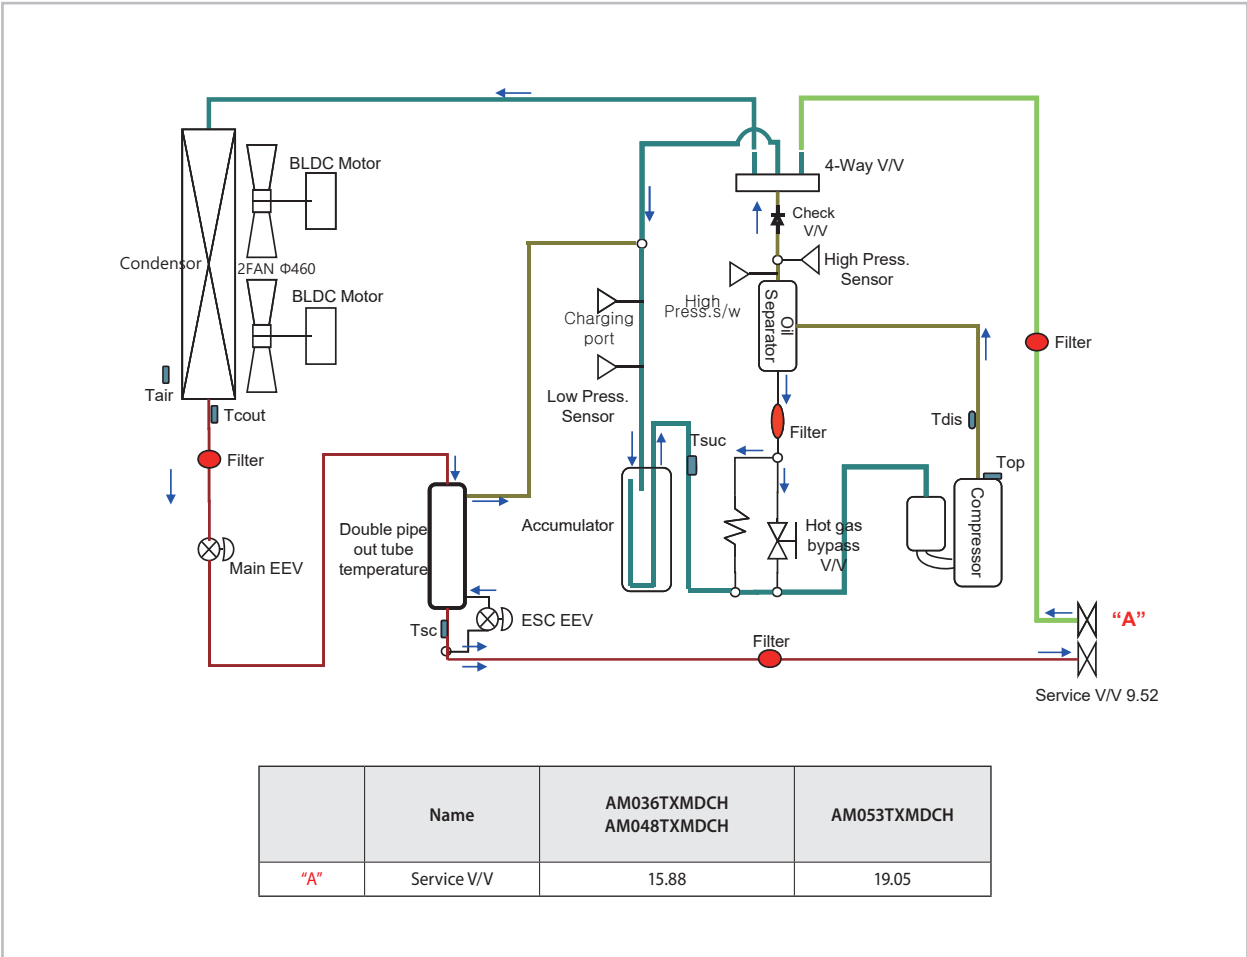 4-Way V/V
BLDC Motor
Check
V/V
Condensor
2FAN Φ460
High Press.
Sensor
BLDC Motor
High
Press.s/w
Oil
Separator
Charging
port
Filter
Tair
Low Press.
Sensor
Tcout
Tdis
Filter
Tsuc
Filter
Top
Double pipe
out tube
temperature
Accumulator
Hot gas
bypass
V/V
Compressor
Main EEV
ESC EEV
Tsc
"A"
Filter
Service V/V 9.52
Name
AM036TXMDCH
AM048TXMDCH
AM053TXMDCH
"A"
Service V/V
15.88
19.05